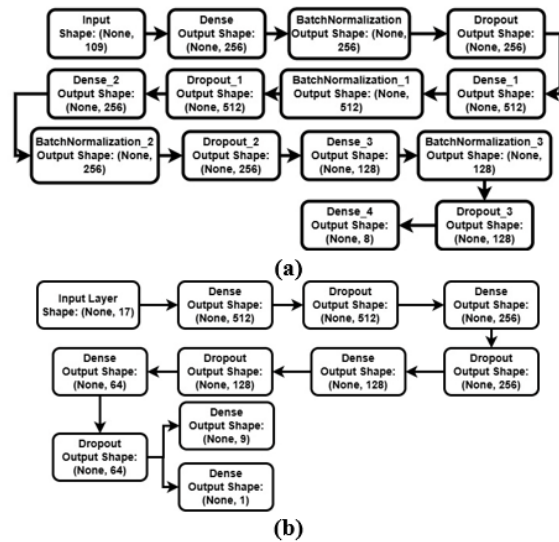 Input
Shape: (None,
109)
Dense
Output Shape:
(None, 256)
BatchNormalization
Output Shape: (None,
256)
Dropout
Output Shape:
(None, 256)
Dense_2
Output Shape:
(None, 256)
Dropout_1
Output Shape:
(None, 512)
BatchNormalization_1
Output Shape: (None,
512)
Dense_1
Output Shape:
(None, 512)
BatchNormalization_2
Output Shape: (None,
256)
Dropout_2
Output Shape:
(None, 256)
Dense_3
Output Shape:
(None, 128)
BatchNormalization_3
Output Shape: (None,
128)
Dense_4
Output Shape:
(None, 8)
Dropout_3
Output Shape:
(None, 128)
(a)
Input Layer
Shape: (None, 17)
Dense
Output Shape:
(None, 512)
Dropout
Output Shape:
(None, 512)
Dense
Output Shape:
(None, 256)
Dense
Output Shape:
(None, 64)
Dropout
Output Shape:
(None, 128)
Dense
Output Shape:
(None, 128)
Dropout
Output Shape:
(None, 256)
Dropout
Output Shape:
(None, 64)
Dense
Output Shape:
(None, 9)
Dense
Output Shape:
(None, 1)
(b)